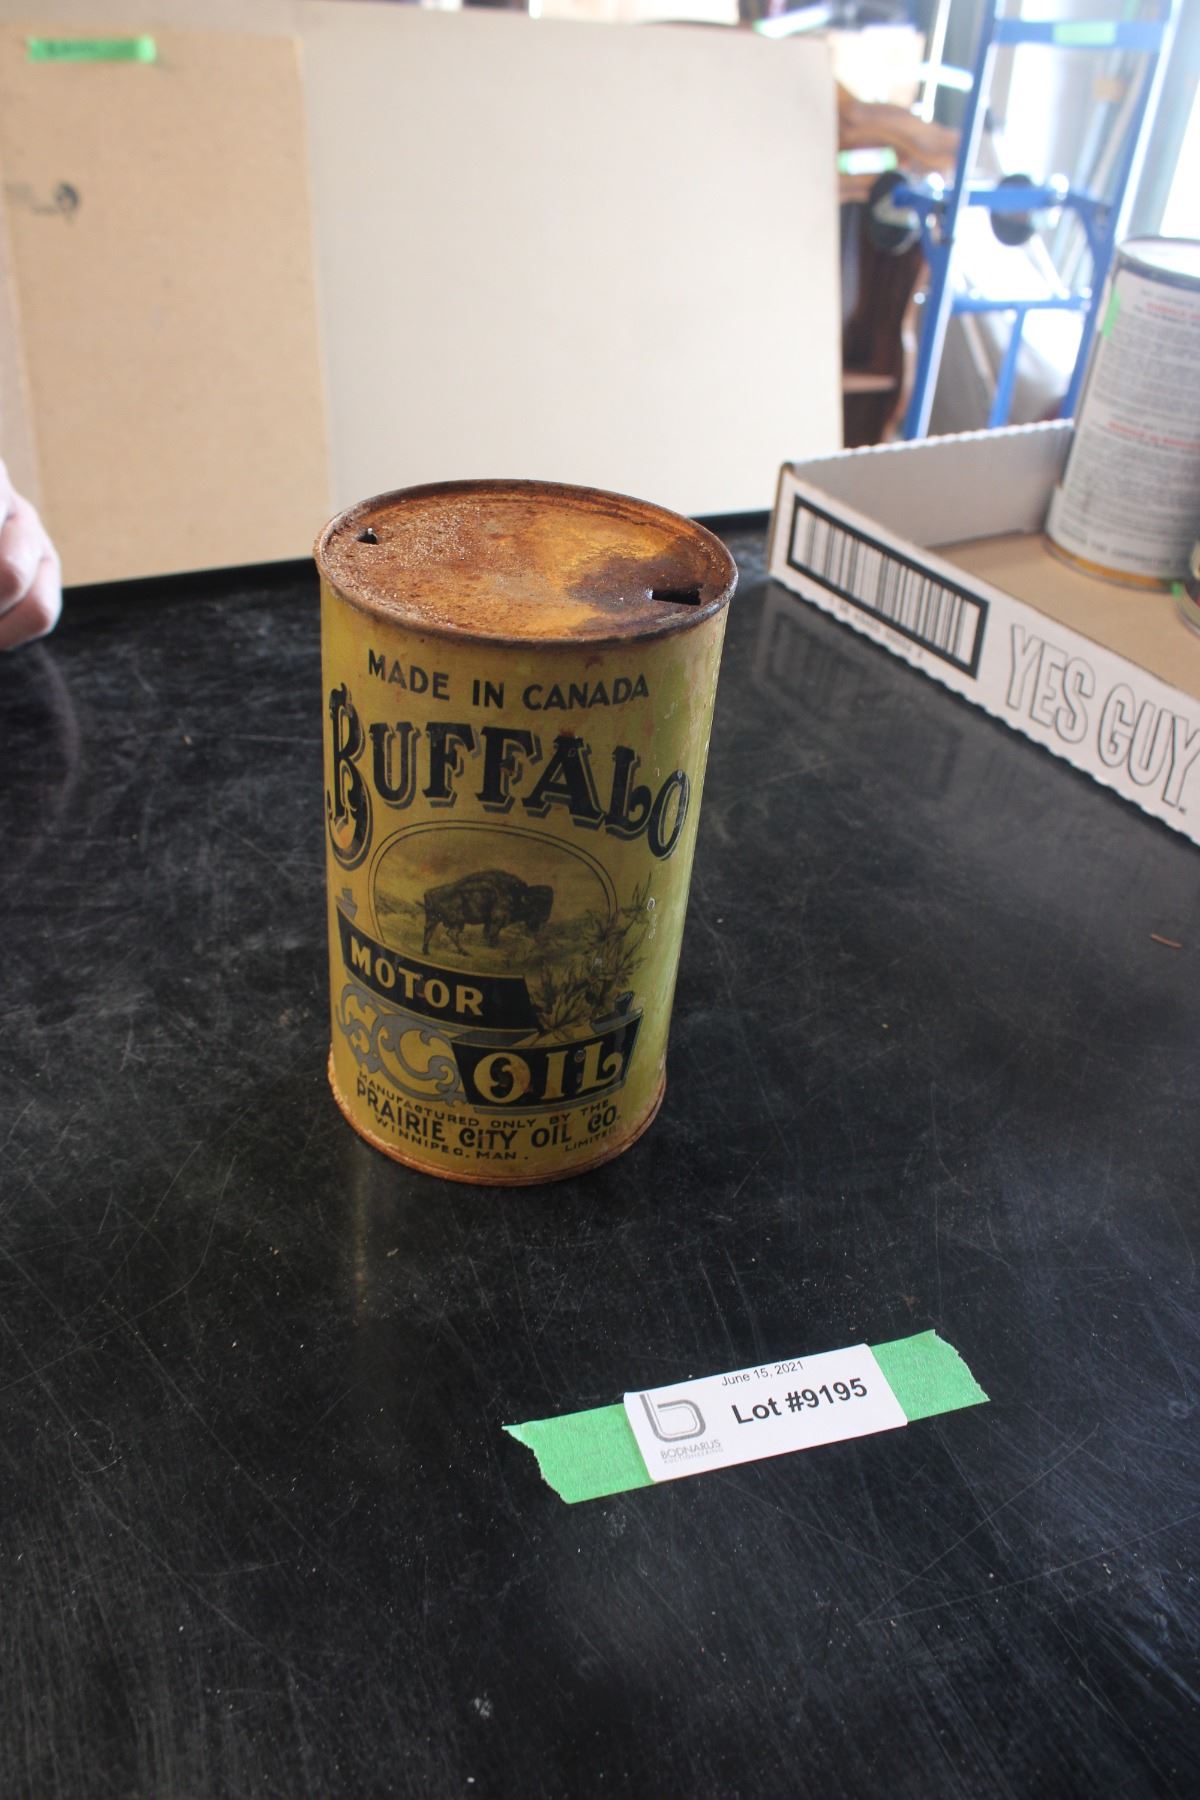 MADE IN CANADA
BUFFALO
MOTOR
OIL
MANUFACTURED ONLY BY THE
PRAIRIE CITY OIL CO.
WINNIPEG, MAN. LIMITED
YES GUY
June 15, 2021
Lot #9195
BODNARUS
AUCTIONEERING